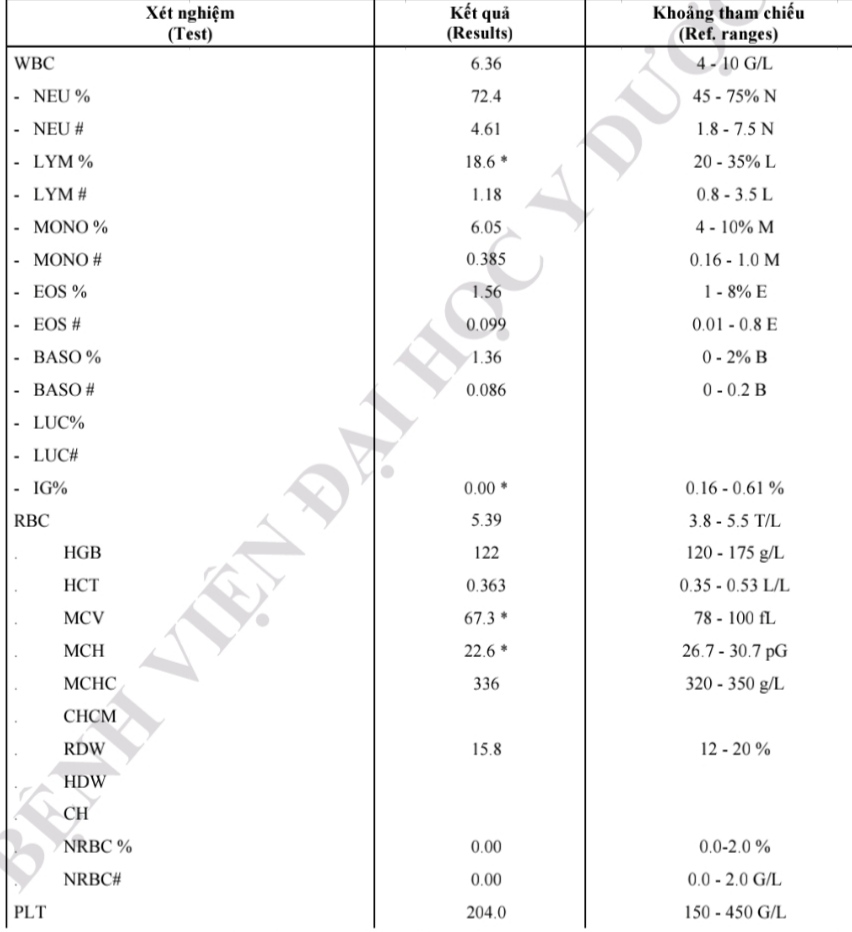 Xét nghiệm Kết quả Khoảng tham chiếu
(Test) (Results) (Ref. ranges)
WBC 6.36 4 - 10 G/L
- NEU % 72.4 45 - 75% N
- NEU # 4.61 1.8 - 7.5 N
- LYM % 18.6 * 20 - 35% L
- LYM # 1.18 0.8 - 3.5 L
- MONO % 6.05 4 - 10% M
- MONO # 0.385 0.16 - 1.0 M
- EOS % 1.56 1 - 8% E
- EOS # 0.099 0.01 - 0.8 E
- BASO % 1.36 0 - 2% B
- BASO # 0.086 0 - 0.2 B
- LUC%
- LUC#
- IG% 0.00 * 0.16 - 0.61 %
RBC 5.39 3.8 - 5.5 T/L
. HGB 122 120 - 175 g/L
. HCT 0.363 0.35 - 0.53 L/L
. MCV 67.3 * 78 - 100 fL
. MCH 22.6 * 26.7 - 30.7 pG
. MCHC 336 320 - 350 g/L
. CHCM
. RDW 15.8 12 - 20 %
. HDW
. CH
. NRBC % 0.00 0.0-2.0 %
. NRBC# 0.00 0.0 - 2.0 G/L
PLT 204.0 150 - 450 G/L
BỆNH VIỆN ĐẠI HỌC Y DƯỢC